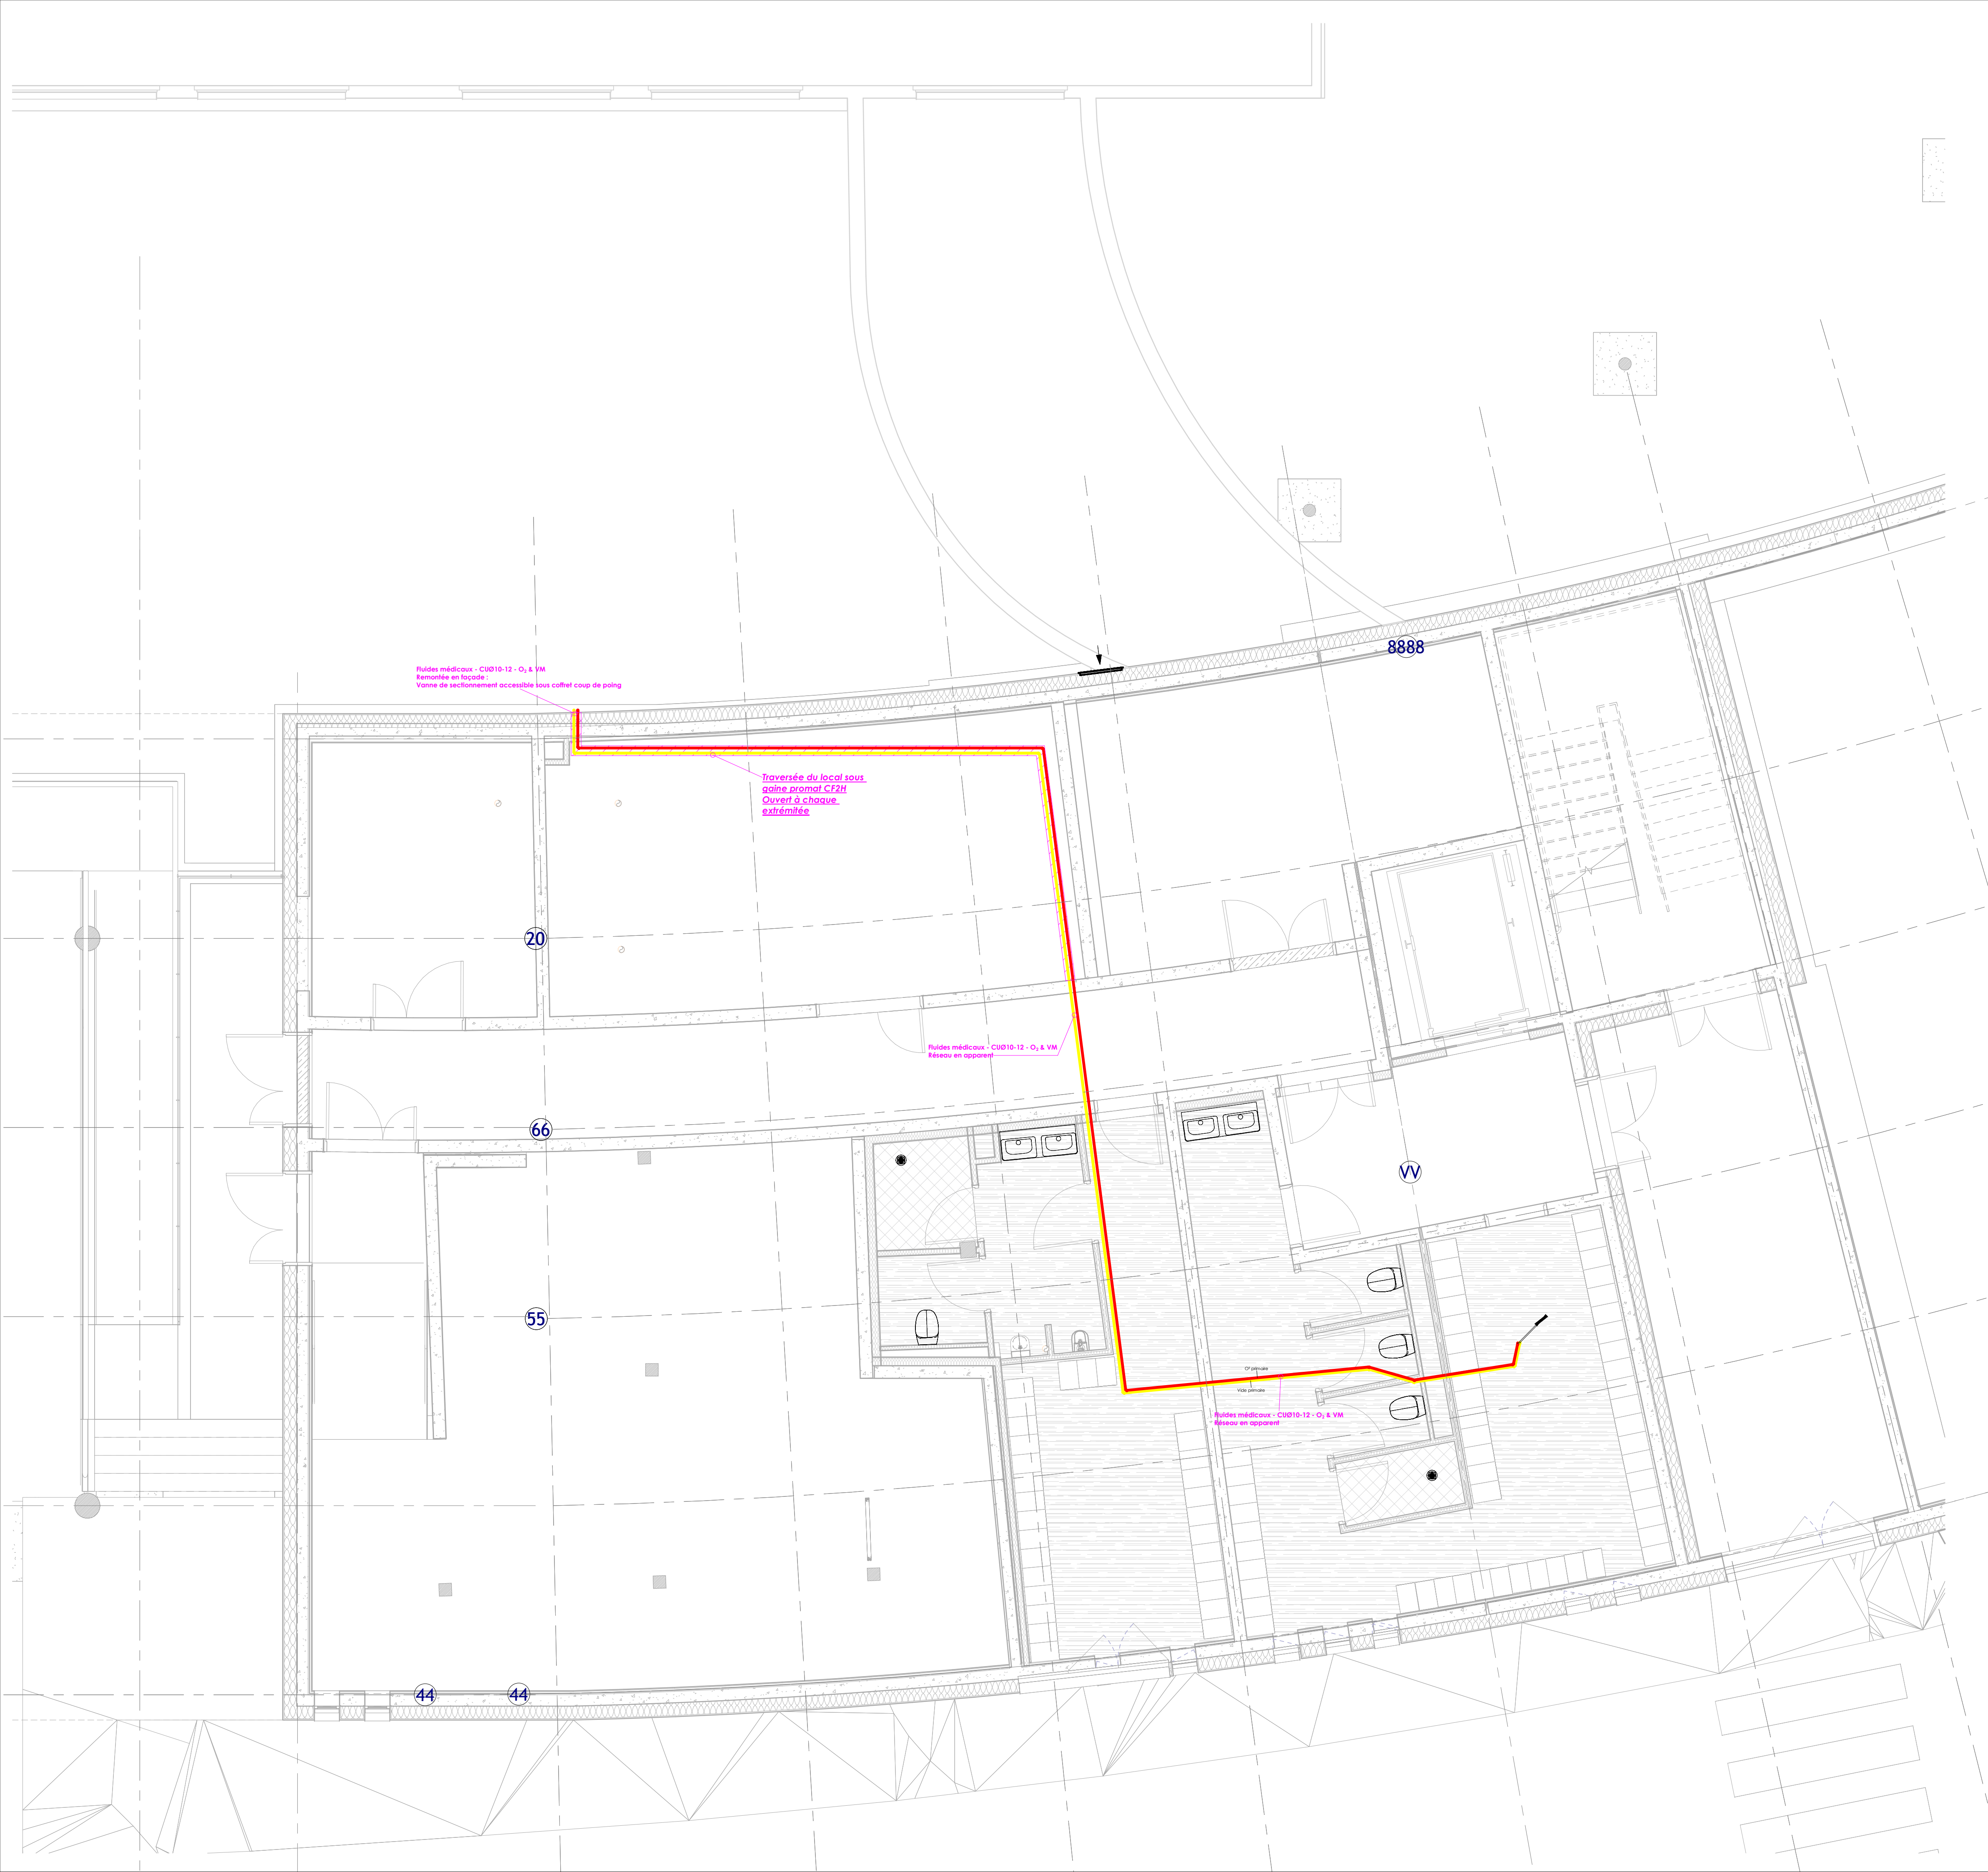 8888
Fluides médicaux - CUØ10-12 - O₂ & VM
Remontée en façade :
Vanne de sectionnement accessible sous coffret coup de poing
Traversée du local sous
gaine promat CF2H
Ouvert à chaque
extrémitée
20
Fluides médicaux - CUØ10-12 - O₂ & VM
Réseau en apparent
66
VV
55
O² primaire
Vide primaire
Fluides médicaux - CUØ10-12 - O₂ & VM
Réseau en apparent
44
44